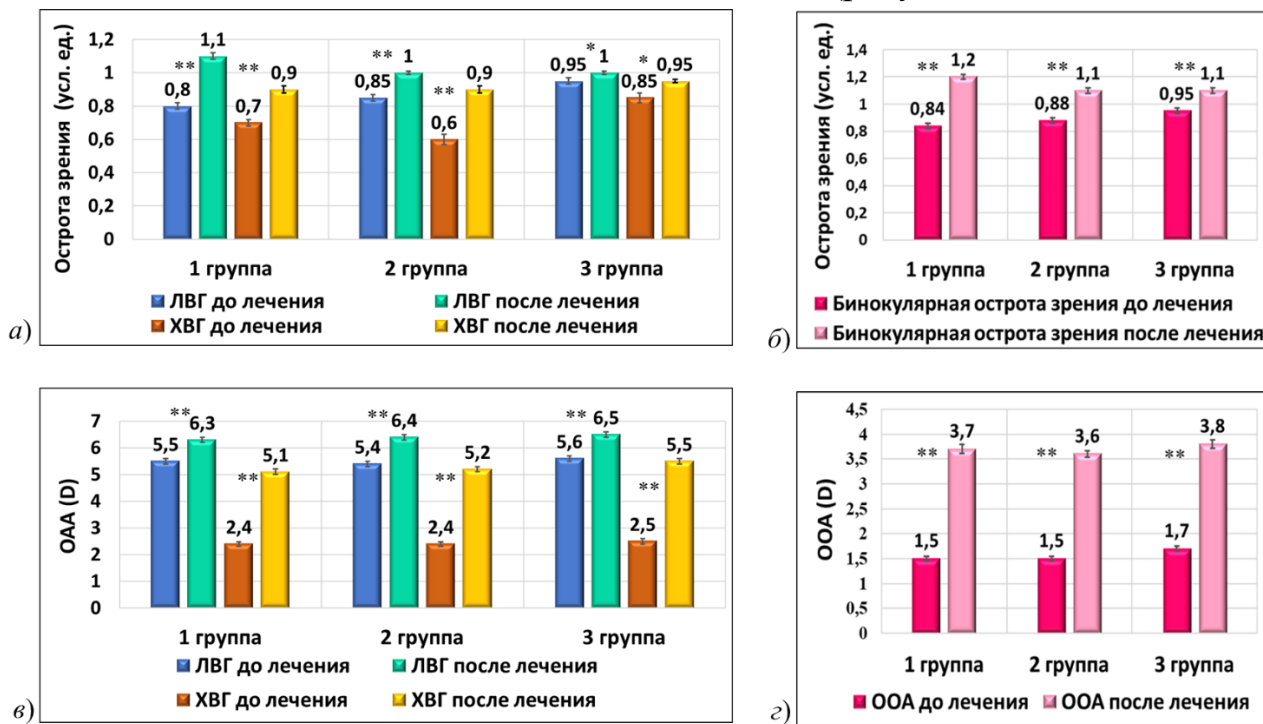 1,2
1
0,8
0,6
0,4
0,2
0
Острота зрения (усл. ед.)
** ** ** ** * *
0,8 1,1 0,7 0,9 0,85 1 0,6 0,9 0,95 1 0,85 0,95
1 группа 2 группа 3 группа
ЛВГ до лечения ЛВГ после лечения
ХВГ до лечения ХВГ после лечения
а)
1,4
1,2
1
0,8
0,6
0,4
0,2
0
Острота зрения (усл. ед.)
** ** **
0,84 1,2 0,88 1,1 0,95 1,1
1 группа 2 группа 3 группа
Бинокулярная острота зрения до лечения
Бинокулярная острота зрения после лечения
б)
7
6
5
4
3
2
1
0
ОАА (D)
** ** ** ** ** **
5,5 6,3 2,4 5,1 5,4 6,4 2,4 5,2 5,6 6,5 2,5 5,5
1 группа 2 группа 3 группа
ЛВГ до лечения ЛВГ после лечения
ХВГ до лечения ХВГ после лечения
в)
4,5
4
3,5
3
2,5
2
1,5
1
0,5
0
ООА (D)
** ** **
1,5 3,7 1,5 3,6 1,7 3,8
1 группа 2 группа 3 группа
ООА до лечения ООА после лечения
г)